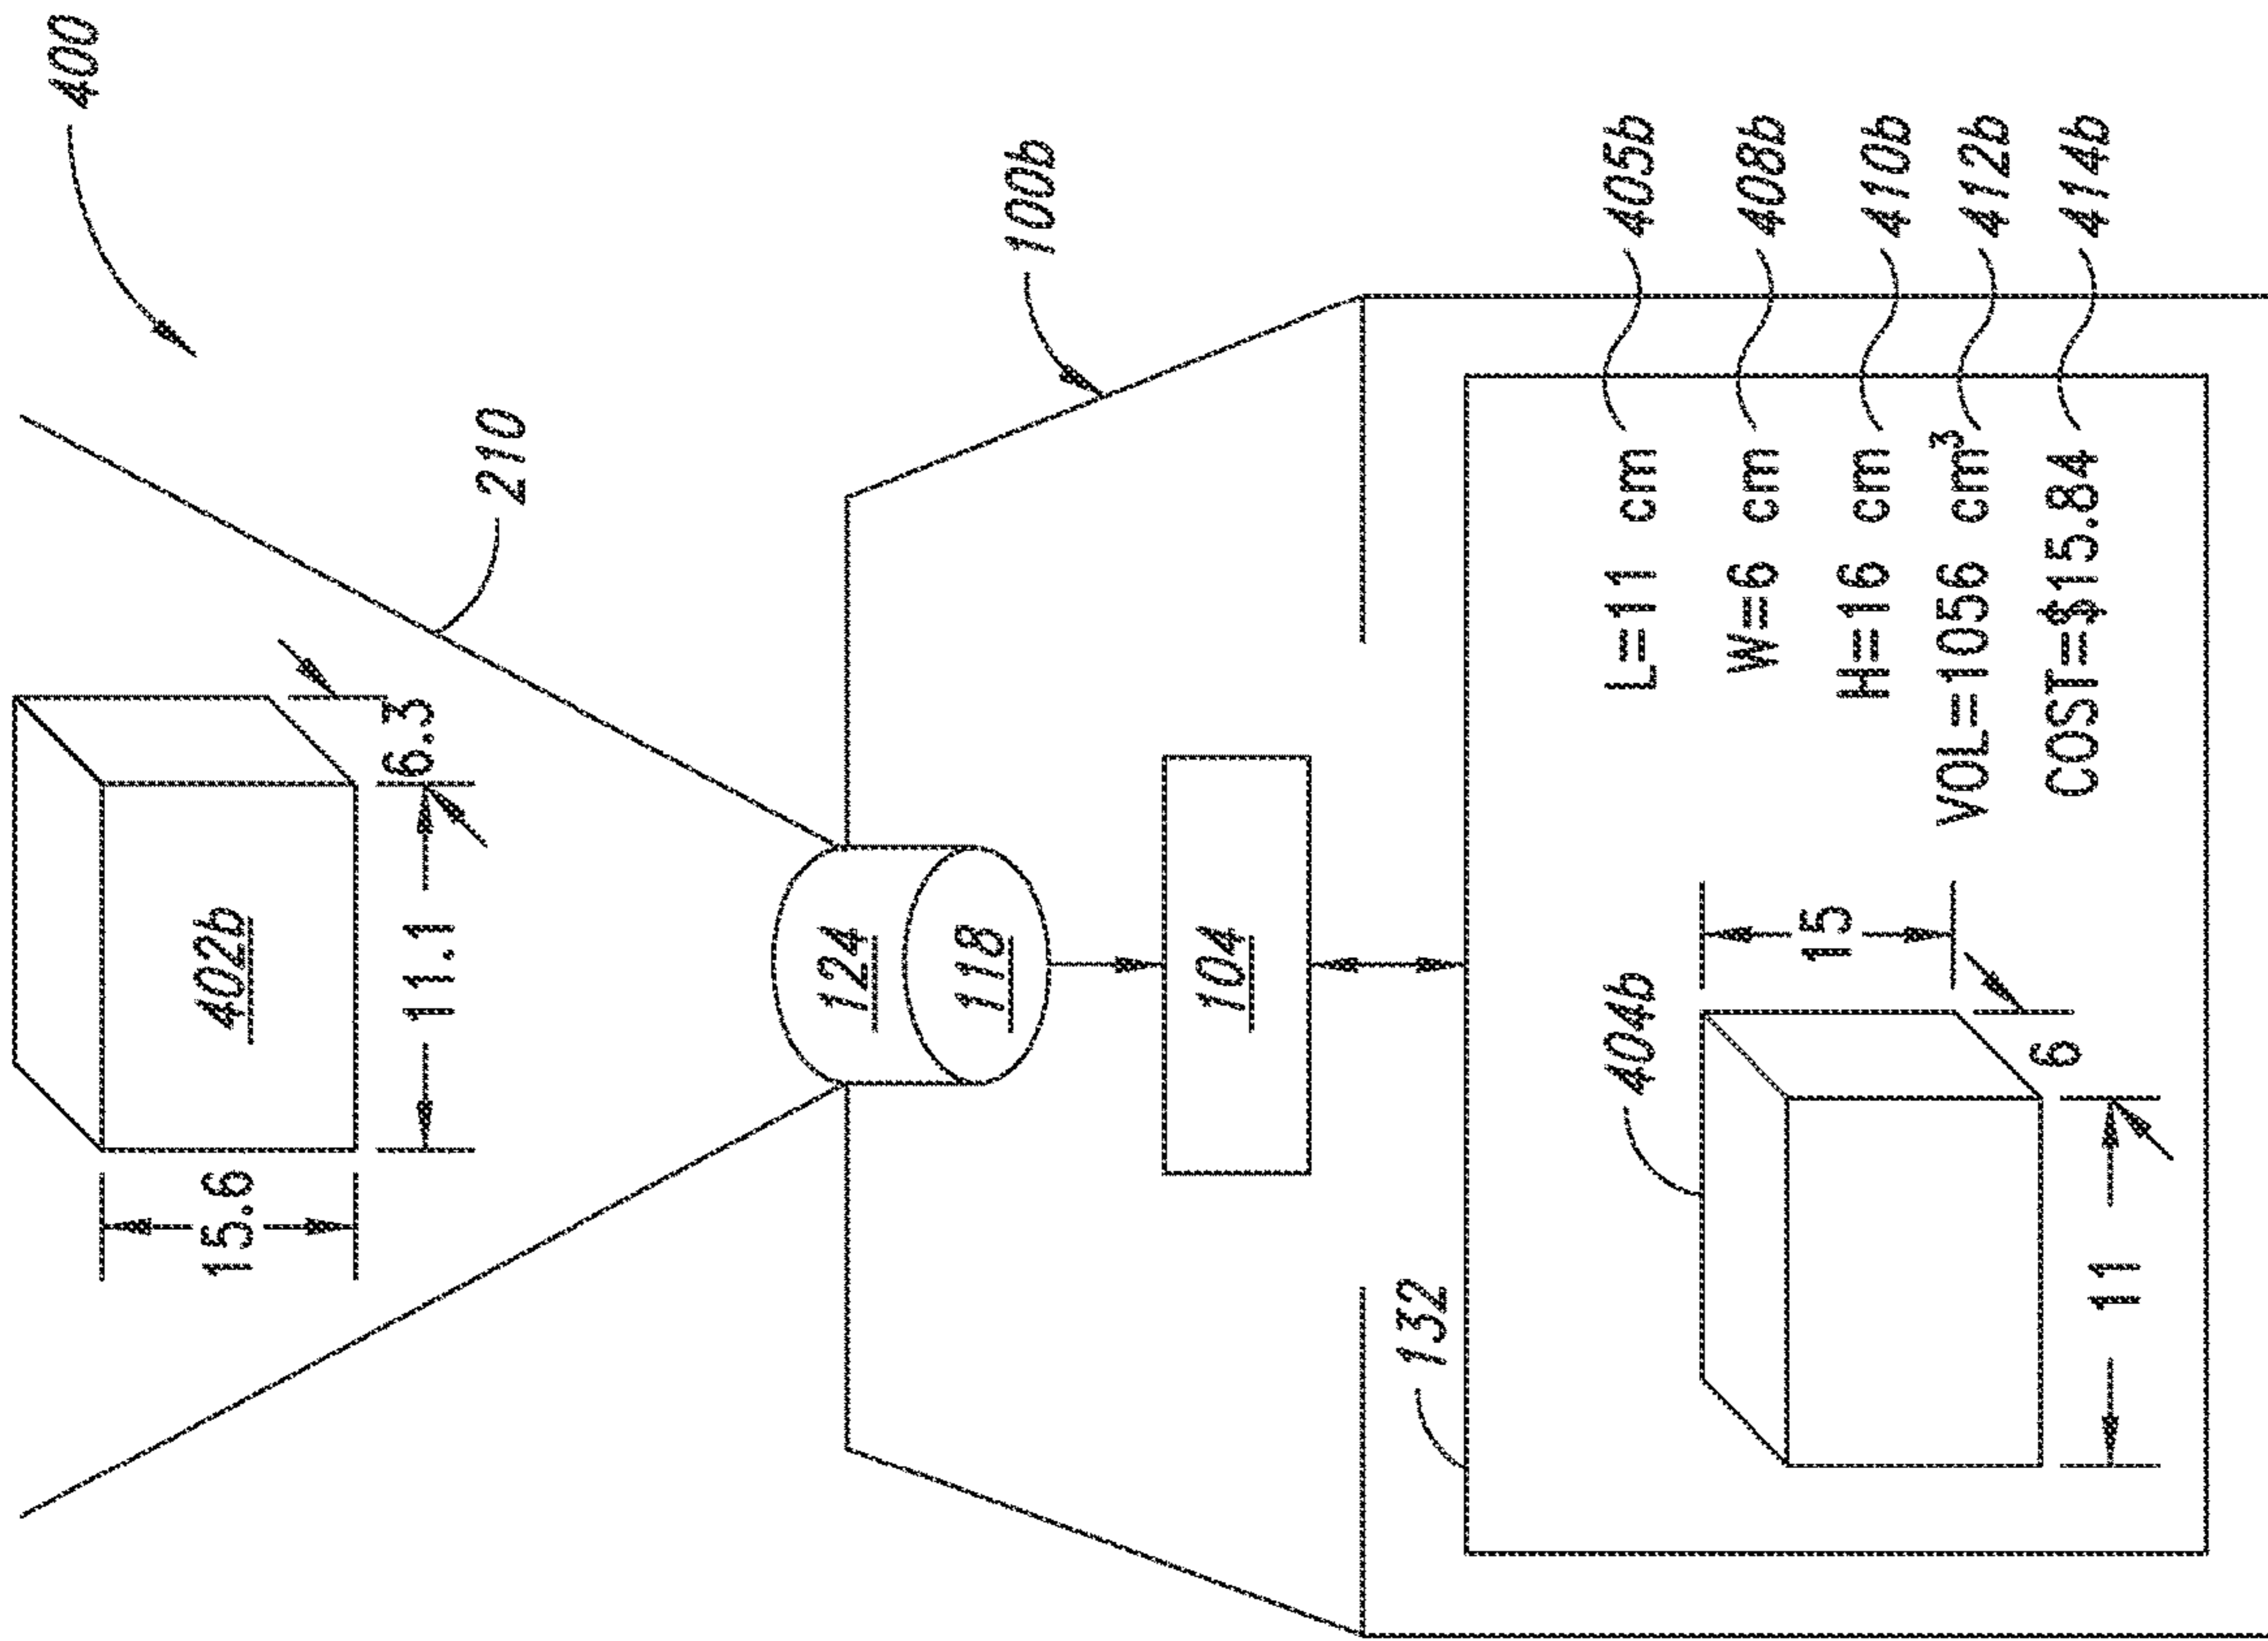 400
210
6.3
402b
11.1
15.6
100b
124
118
104
132
404b
15
6
11
L=11 cm
405b
W=6 cm
408b
H=16 cm
410b
VOL=1056 cm³
412b
COST=$15.84
414b